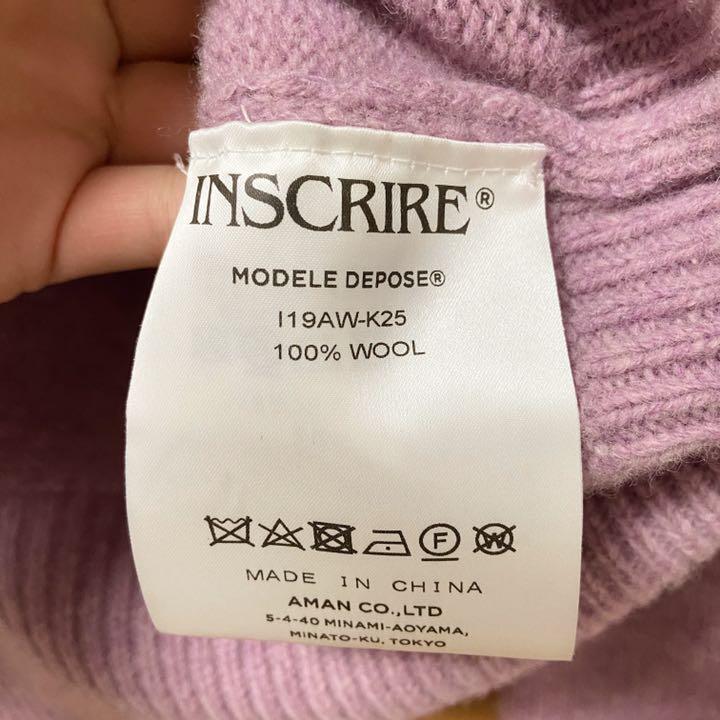 INSCRIRE®
MODELE DEPOSE®
I19AW-K25
100% WOOL
F W
MADE IN CHINA
AMAN CO.,LTD
5-4-40 MINAMI-AOYAMA,
MINATO-KU, TOKYO